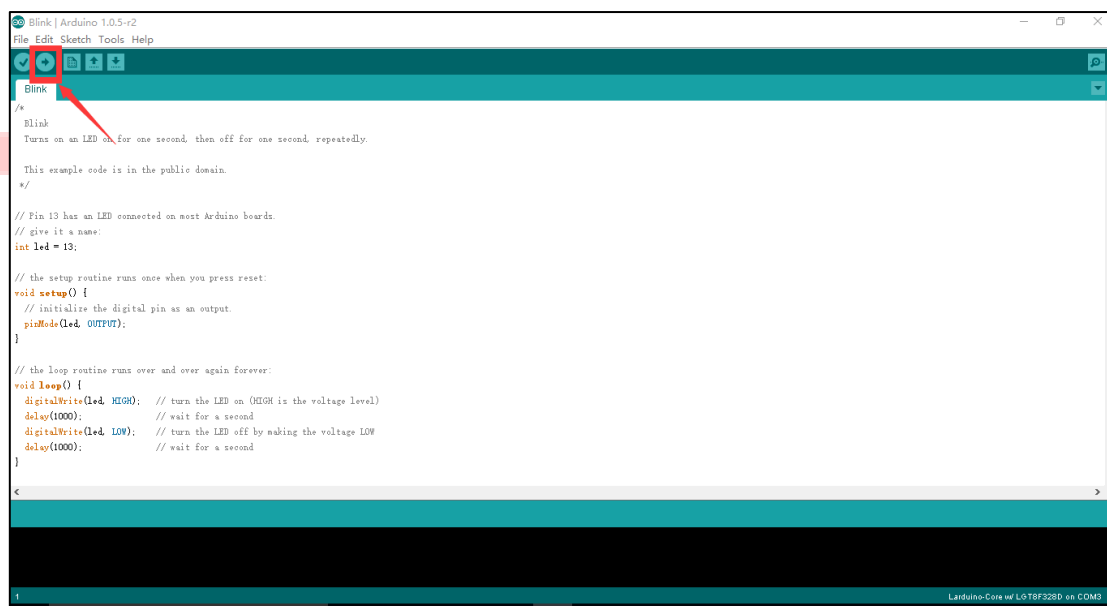 Blink | Arduino 1.0.5-r2
File Edit Sketch Tools Help
Blink
/*
  Blink
  Turns on an LED on for one second, then off for one second, repeatedly.

  This example code is in the public domain.
 */

// Pin 13 has an LED connected on most Arduino boards.
// give it a name:
int led = 13;

// the setup routine runs once when you press reset:
void setup() {
  // initialize the digital pin as an output.
  pinMode(led, OUTPUT);
}

// the loop routine runs over and over again forever:
void loop() {
  digitalWrite(led, HIGH);   // turn the LED on (HIGH is the voltage level)
  delay(1000);               // wait for a second
  digitalWrite(led, LOW);    // turn the LED off by making the voltage LOW
  delay(1000);               // wait for a second
}
1
Larduino-Core w/ LGT8F328D on COM3